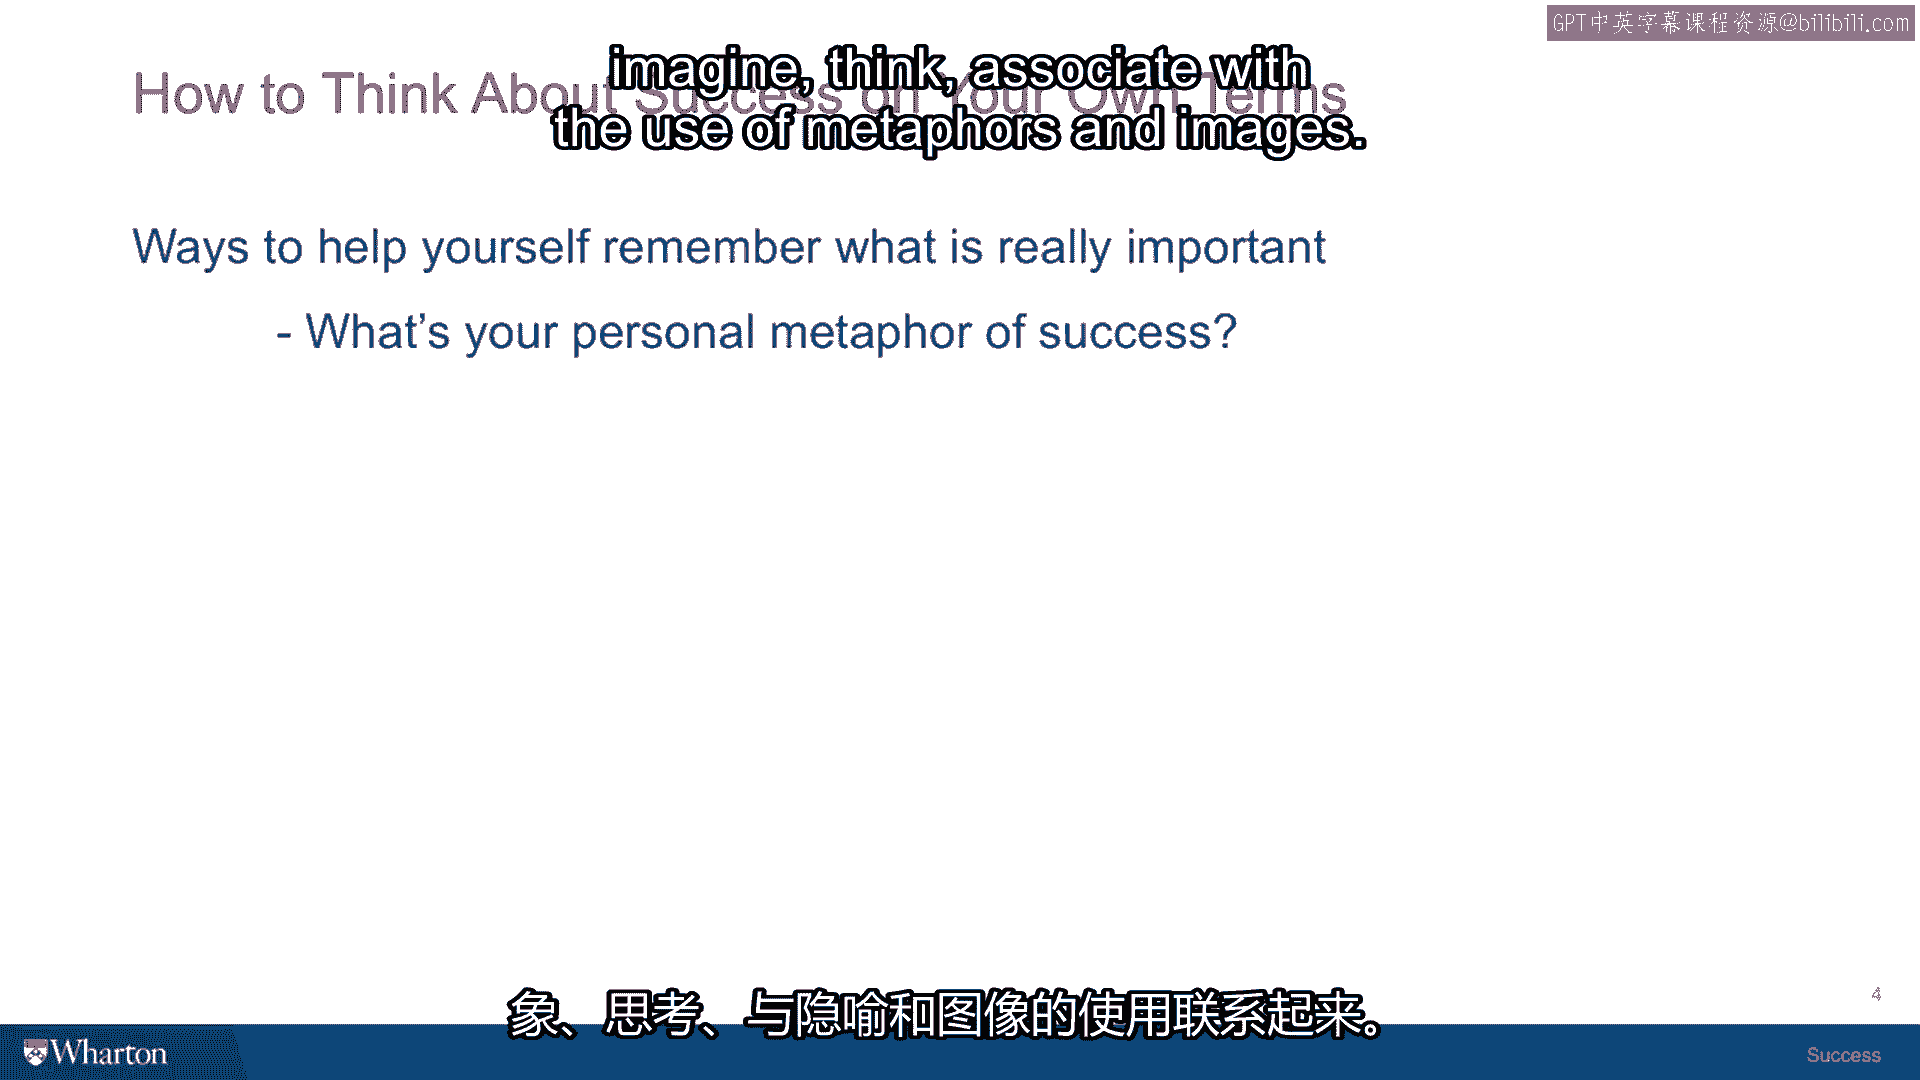 GPT中英字幕课程资源@bilibili.com
imagine, think, associate with
the use of metaphors and images.
How to Think About Success on Your Own Terms
Ways to help yourself remember what is really important
- What’s your personal metaphor of success?
4
象、思考、与隐喻和图像的使用联系起来。
Wharton
Success